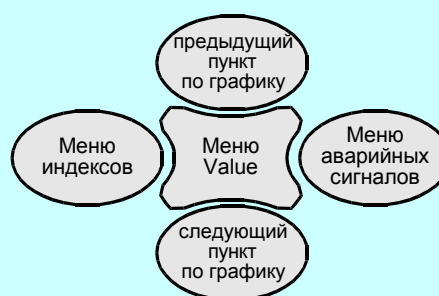 предыдущий
пункт
по графику
Меню
индексов
Меню
Value
Меню
аварийных
сигналов
следующий
пункт
по графику